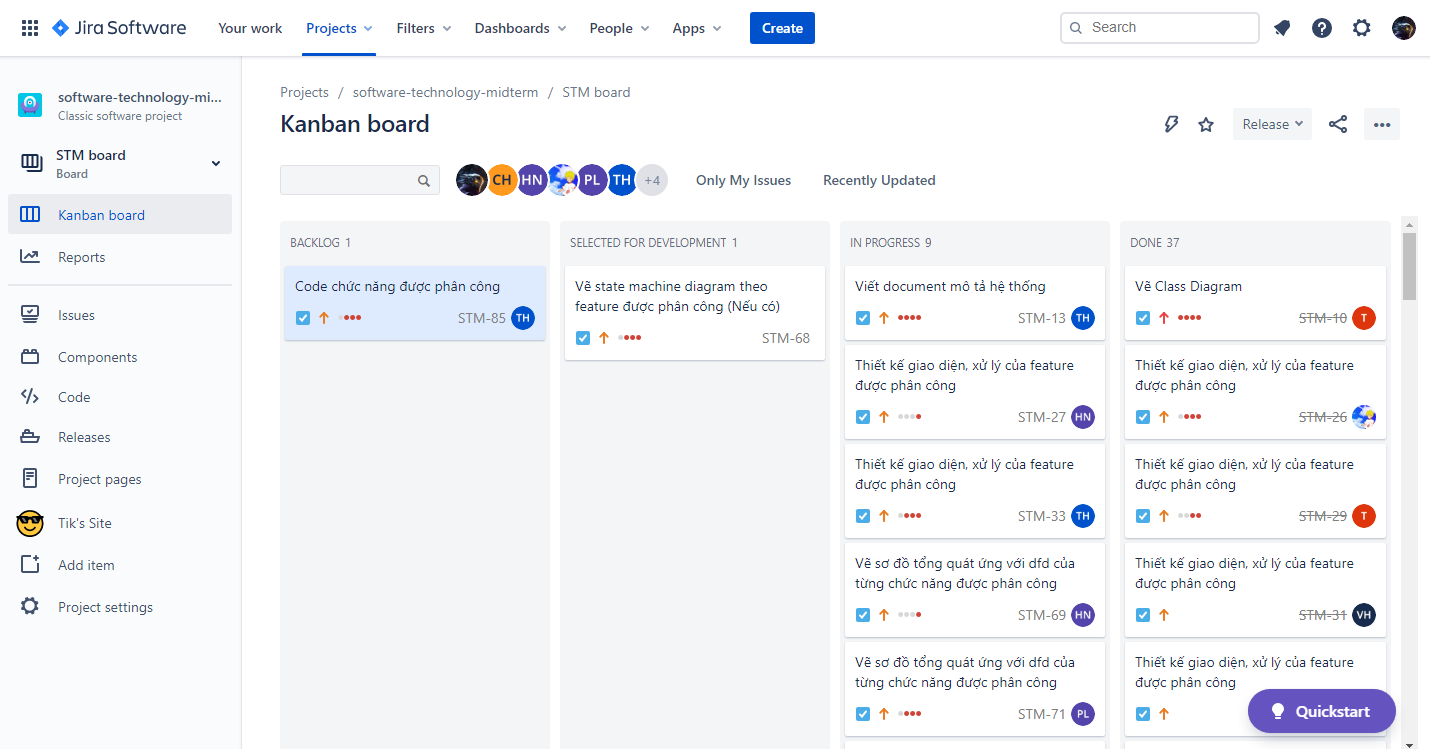 Jira Software
Your work
Projects
Filters
Dashboards
People
Apps
Create
Search
software-technology-mi...
Classic software project
STM board
Board
Kanban board
Reports
Issues
Components
Code
Releases
Project pages
Tik's Site
Add item
Project settings
Projects / software-technology-midterm / STM board
Kanban board
Release
CH
HN
PL
TH
+4
Only My Issues
Recently Updated
BACKLOG 1
Code chức năng được phân công
STM-85 TH
SELECTED FOR DEVELOPMENT 1
Vẽ state machine diagram theo
feature được phân công (Nếu có)
STM-68
IN PROGRESS 9
Viết document mô tả hệ thống
STM-13 TH
Thiết kế giao diện, xử lý của feature
được phân công
STM-27 HN
Thiết kế giao diện, xử lý của feature
được phân công
STM-33 TH
Vẽ sơ đồ tổng quát ứng với dfd của
từng chức năng được phân công
STM-69 HN
Vẽ sơ đồ tổng quát ứng với dfd của
từng chức năng được phân công
STM-71 PL
DONE 37
Vẽ Class Diagram
STM-10 T
Thiết kế giao diện, xử lý của feature
được phân công
STM-26
Thiết kế giao diện, xử lý của feature
được phân công
STM-29 T
Thiết kế giao diện, xử lý của feature
được phân công
STM-31 VH
Thiết kế giao diện, xử lý của feature
được phân công
Quickstart